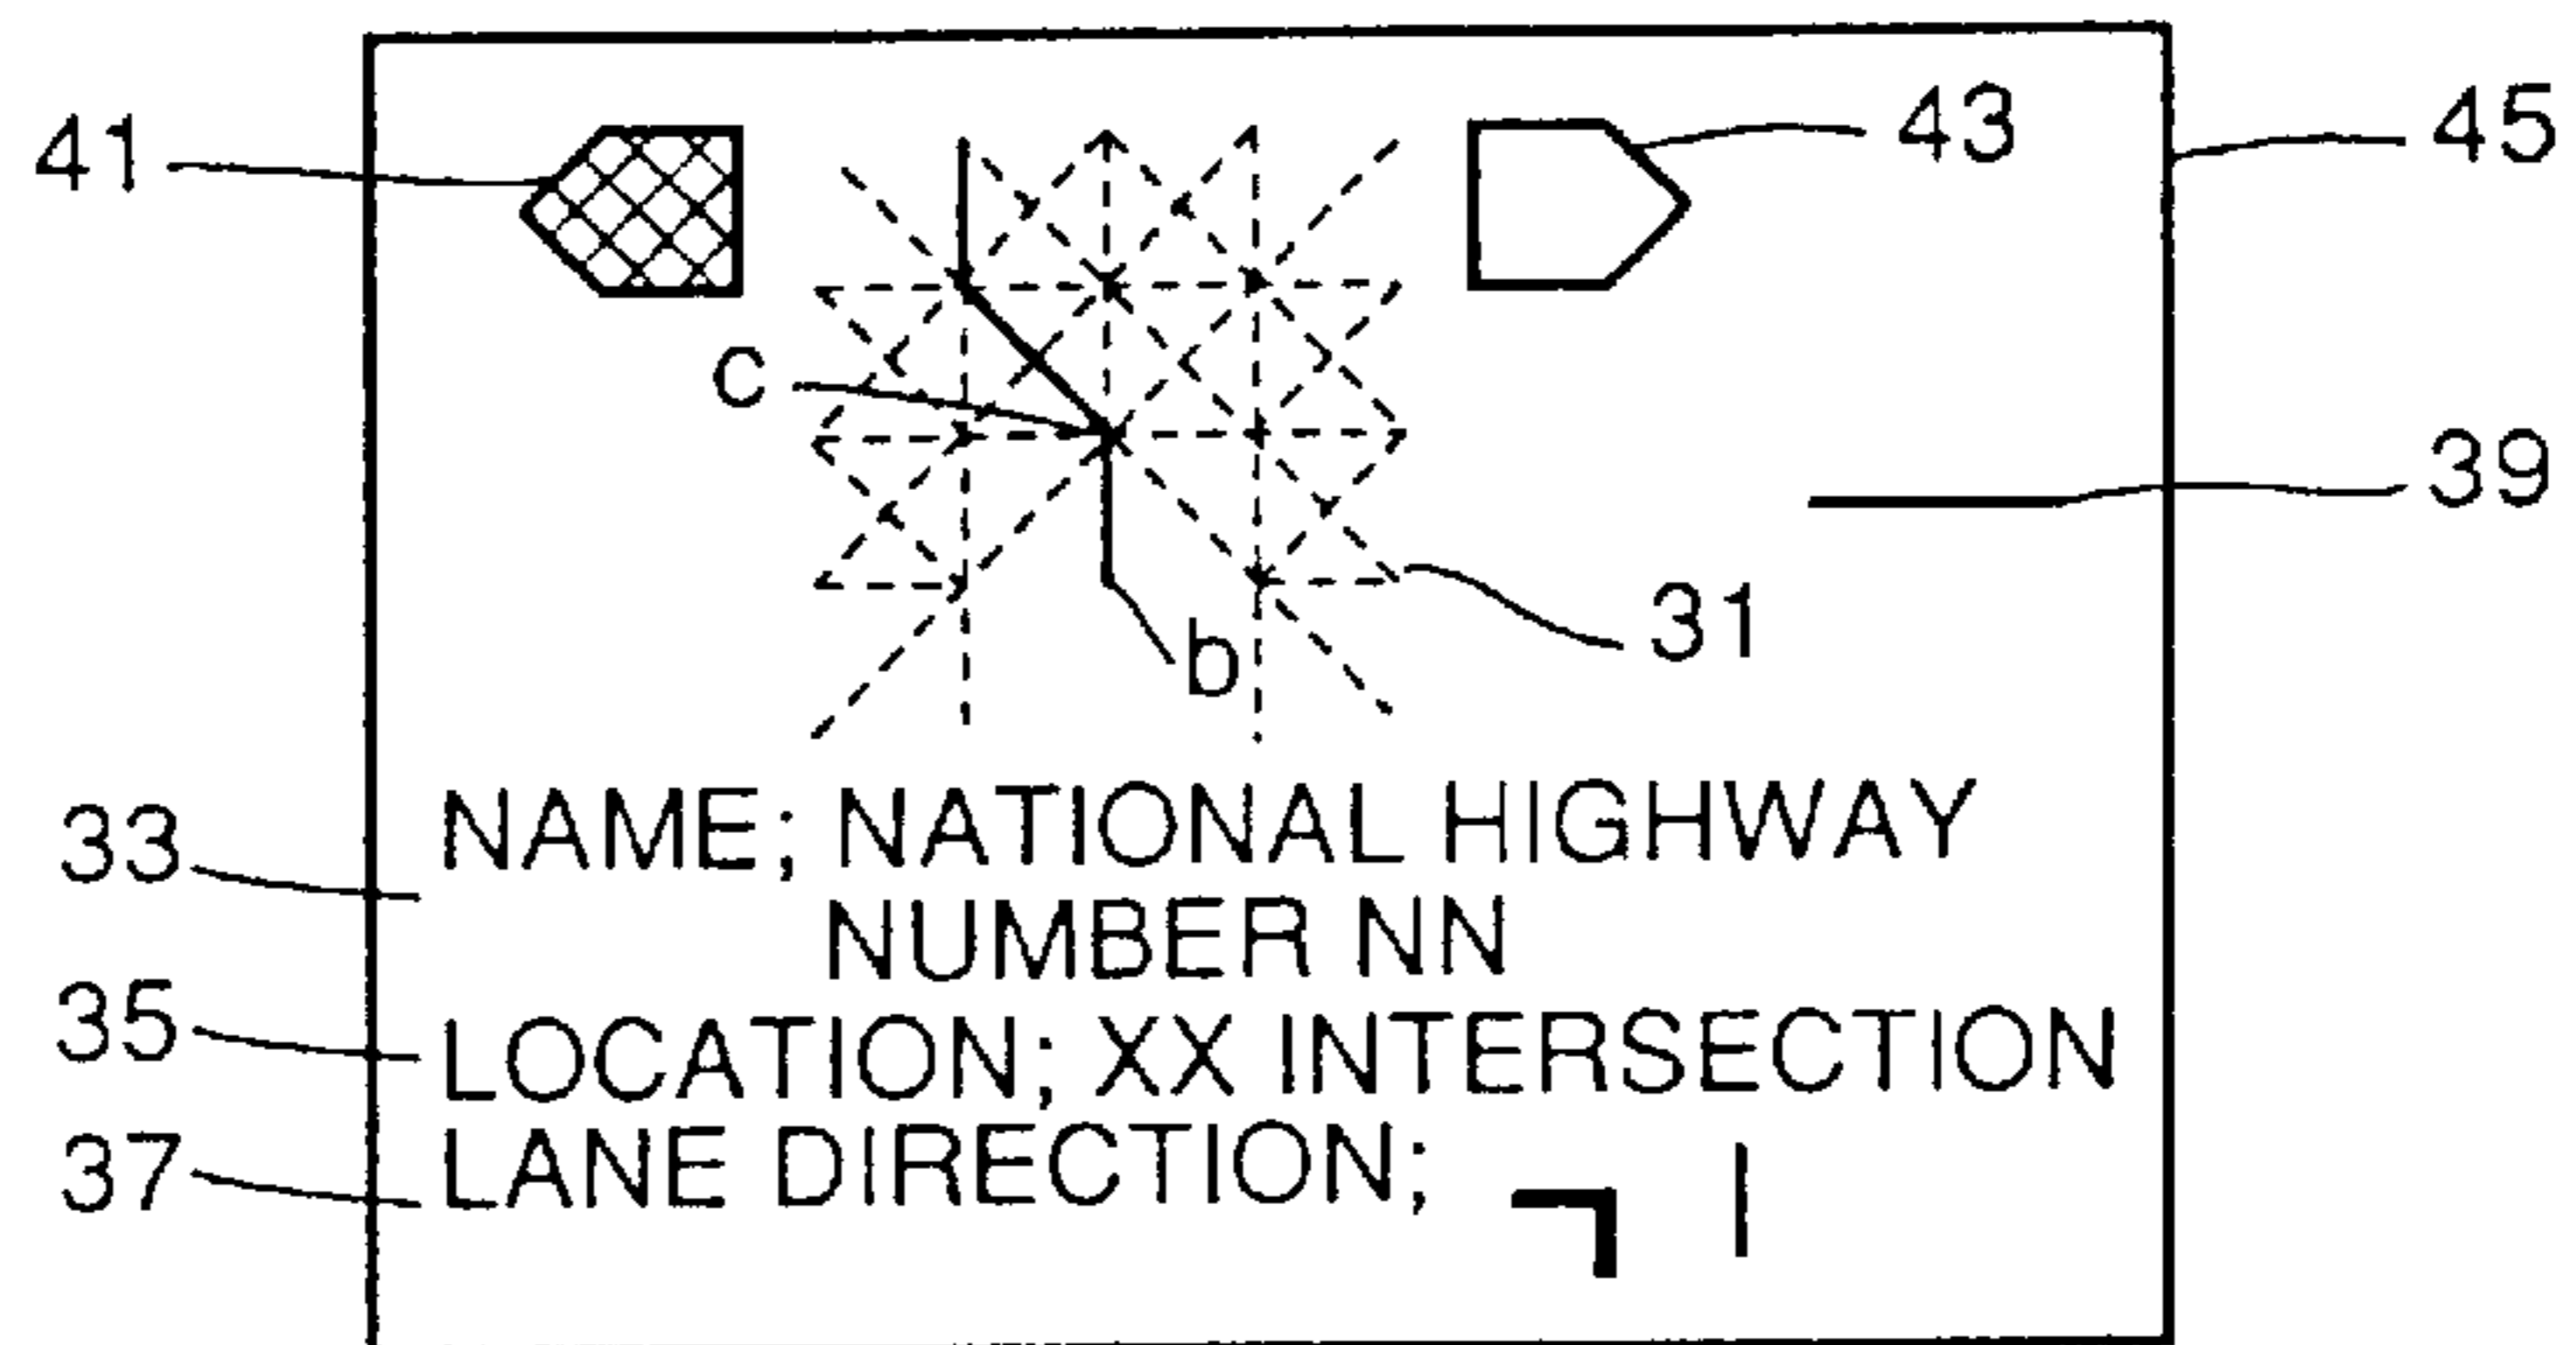 41
43
45
c
39
31
b
33
NAME; NATIONAL HIGHWAY
NUMBER NN
35
LOCATION; XX INTERSECTION
37
LANE DIRECTION;